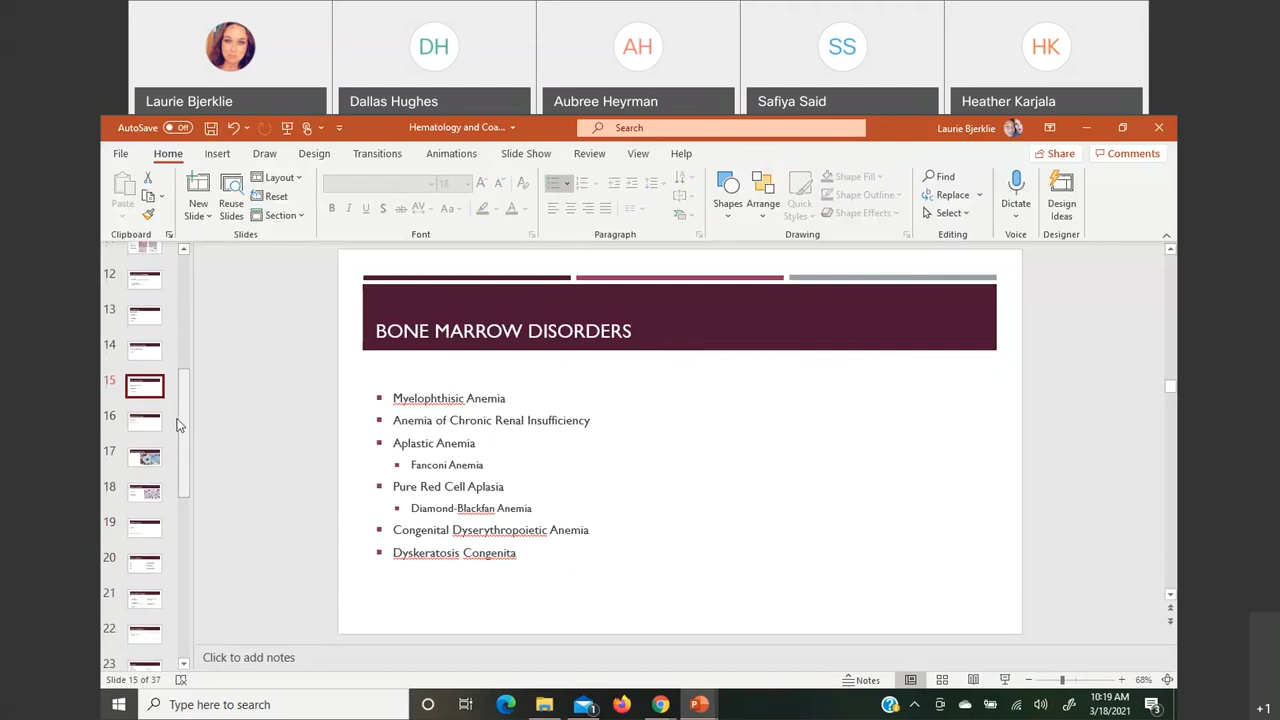 DH
AH
SS
HK
Laurie Bjerklie
Dallas Hughes
Aubree Heyrman
Safiya Said
Heather Karjala
AutoSave Off
Hematology and Coa...
Search
Laurie Bjerklie
File Home Insert Draw Design Transitions Animations Slide Show Review View Help
Share Comments
Paste
New Slides
Reuse Slides
Layout
Reset
Section
18
B I U S ab AV Aa A
Shapes
Arrange
Quick Styles
Shape Fill
Shape Outline
Shape Effects
Find
Replace
Select
Dictate
Design Ideas
Clipboard Slides Font Paragraph Drawing Editing Voice Designer
12
13
14
15
16
17
18
19
20
21
22
23
BONE MARROW DISORDERS
Myelophthisic Anemia
Anemia of Chronic Renal Insufficiency
Aplastic Anemia
Fanconi Anemia
Pure Red Cell Aplasia
Diamond-Blackfan Anemia
Congenital Dyserythropoietic Anemia
Dyskeratosis Congenita
Click to add notes
Slide 15 of 37
Notes
68%
Type here to search
10:19 AM
3/18/2021
+1